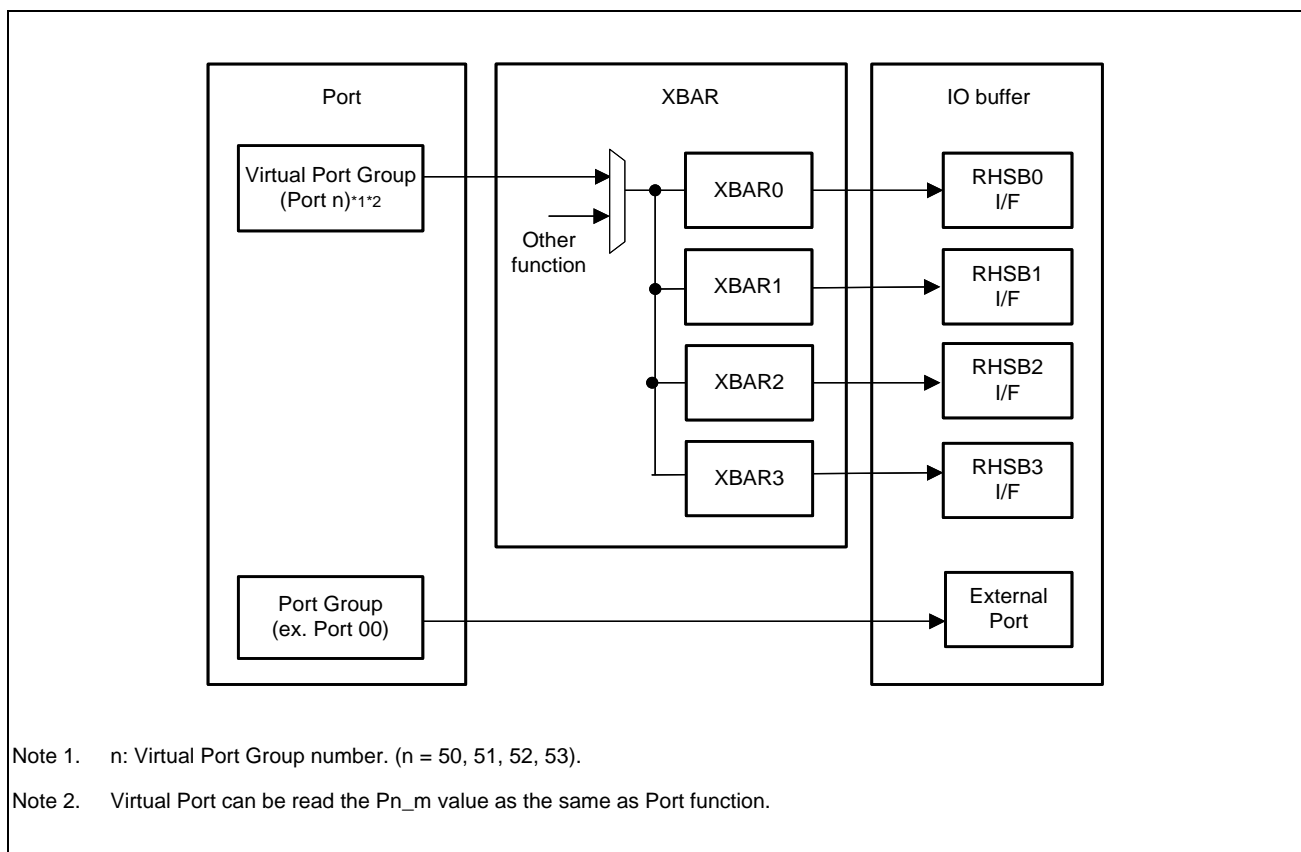 Port
XBAR
IO buffer
Virtual Port Group
(Port n)*1*2
Other
function
XBAR0
RHSB0
I/F
XBAR1
RHSB1
I/F
XBAR2
RHSB2
I/F
XBAR3
RHSB3
I/F
Port Group
(ex. Port 00)
External
Port
Note 1. n: Virtual Port Group number. (n = 50, 51, 52, 53).
Note 2. Virtual Port can be read the Pn_m value as the same as Port function.